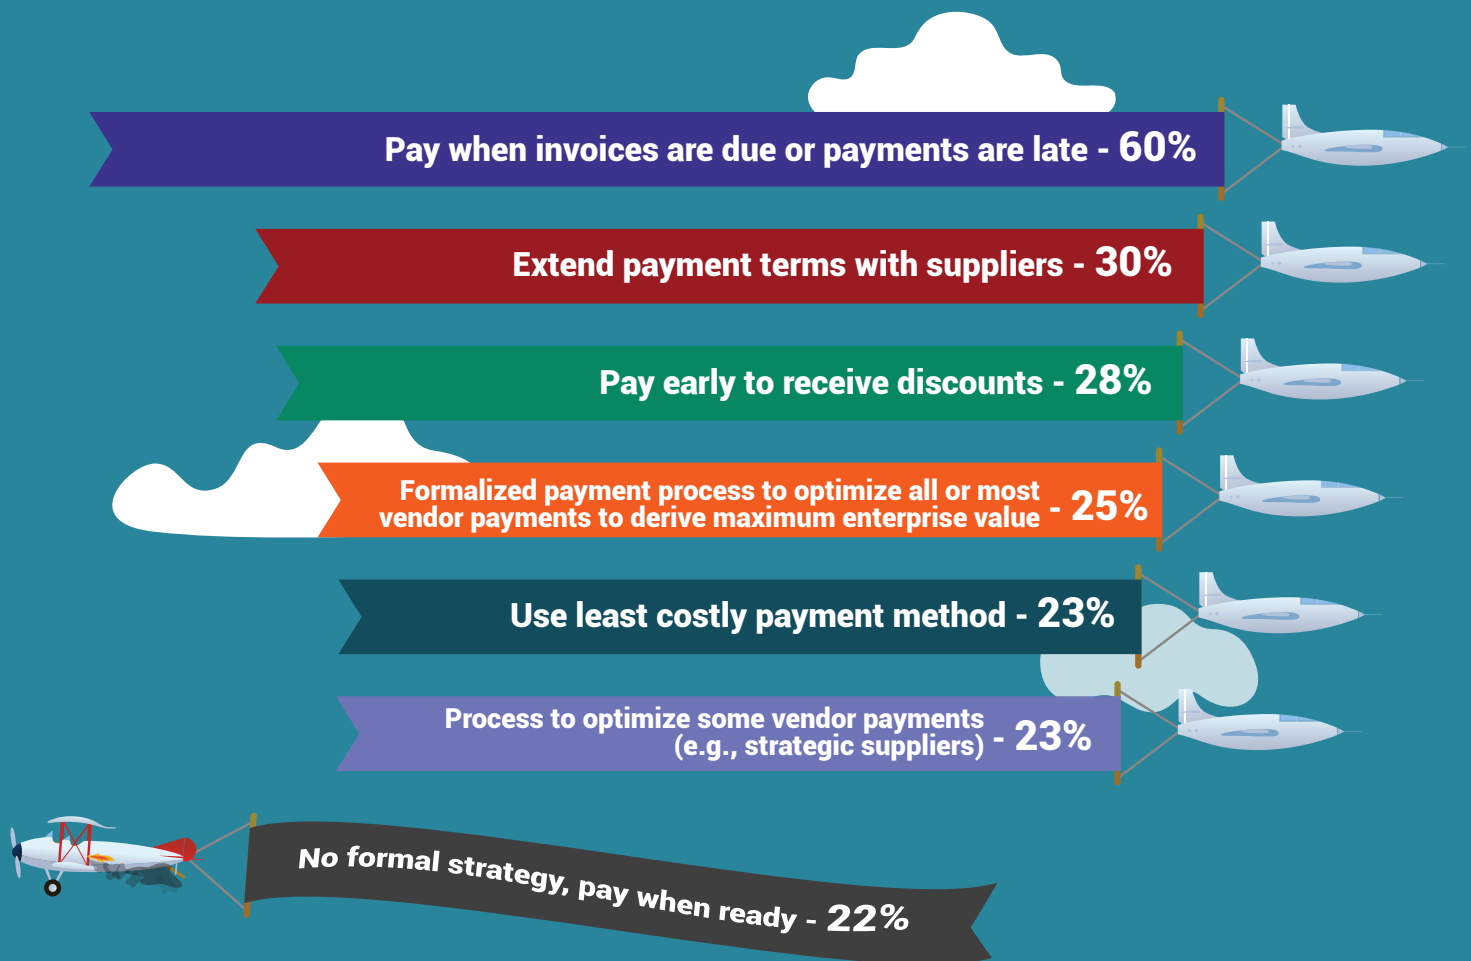 Pay when invoices are due or payments are late - 60%
Extend payment terms with suppliers - 30%
Pay early to receive discounts - 28%
Formalized payment process to optimize all or most
vendor payments to derive maximum enterprise value - 25%
Use least costly payment method - 23%
Process to optimize some vendor payments
(e.g., strategic suppliers) - 23%
No formal strategy, pay when ready - 22%